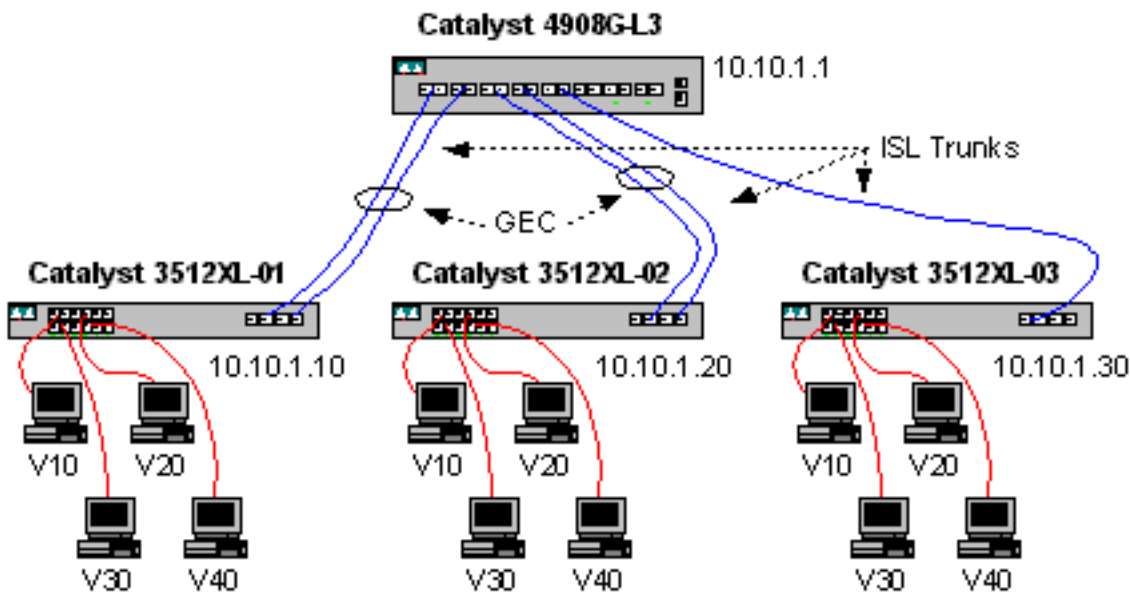 Catalyst 4908G-L3
10.10.1.1
ISL Trunks
GEC
Catalyst 3512XL-01
Catalyst 3512XL-02
Catalyst 3512XL-03
10.10.1.10
10.10.1.20
10.10.1.30
V10
V20
V10
V20
V10
V20
V30
V40
V30
V40
V30
V40